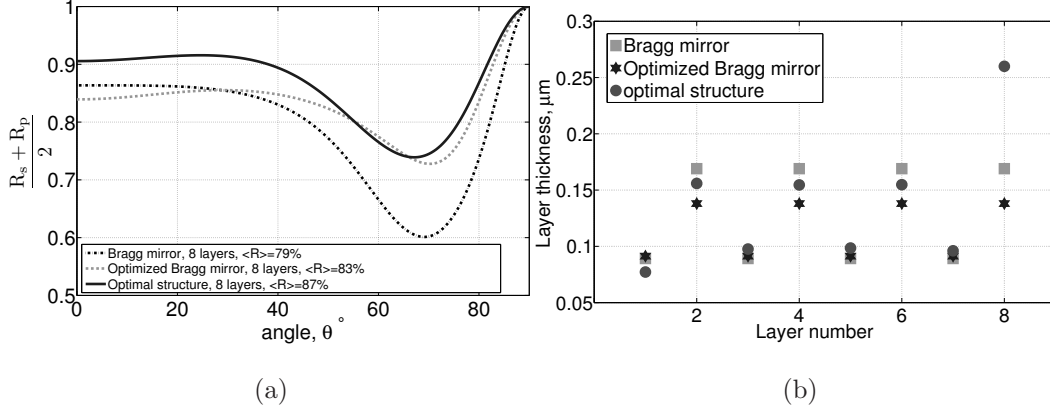 1
0.9
0.8
0.7
0.6
0.5
0
20
40
60
80
R_s + R_p
2
angle, θ °
Bragg mirror, 8 layers, <R>=79%
Optimized Bragg mirror, 8 layers, <R>=83%
Optimal structure, 8 layers, <R>=87%
(a)
0.3
0.25
0.2
0.15
0.1
0.05
2
4
6
8
Layer thickness, μm
Layer number
Bragg mirror
Optimized Bragg mirror
optimal structure
(b)